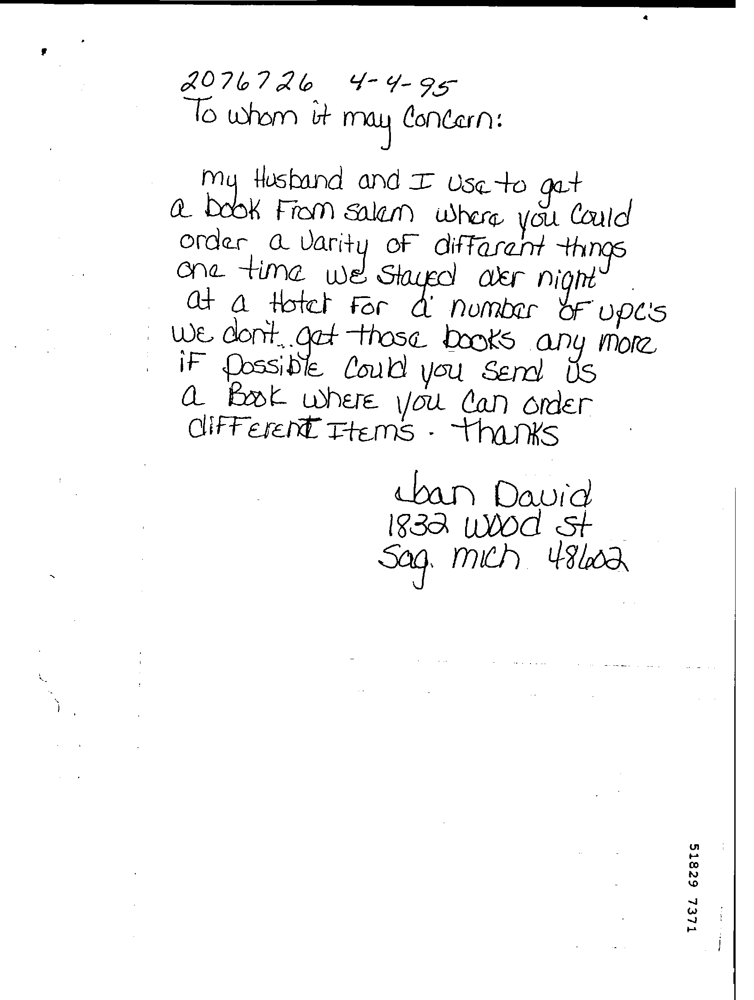 2076726 4-4-95
To whom it may Concern:
my Husband and I use to get
a book From Salem where you Could
order a Varity of different things
one time we Stayed over night
at a Hotel For a number of upc's
we don't get those books any more
if Possible Could you Send Us
a Book where you Can order
different Items. thanks
Joan David
1832 Wood St
Sag. Mich 48602
51829 7371